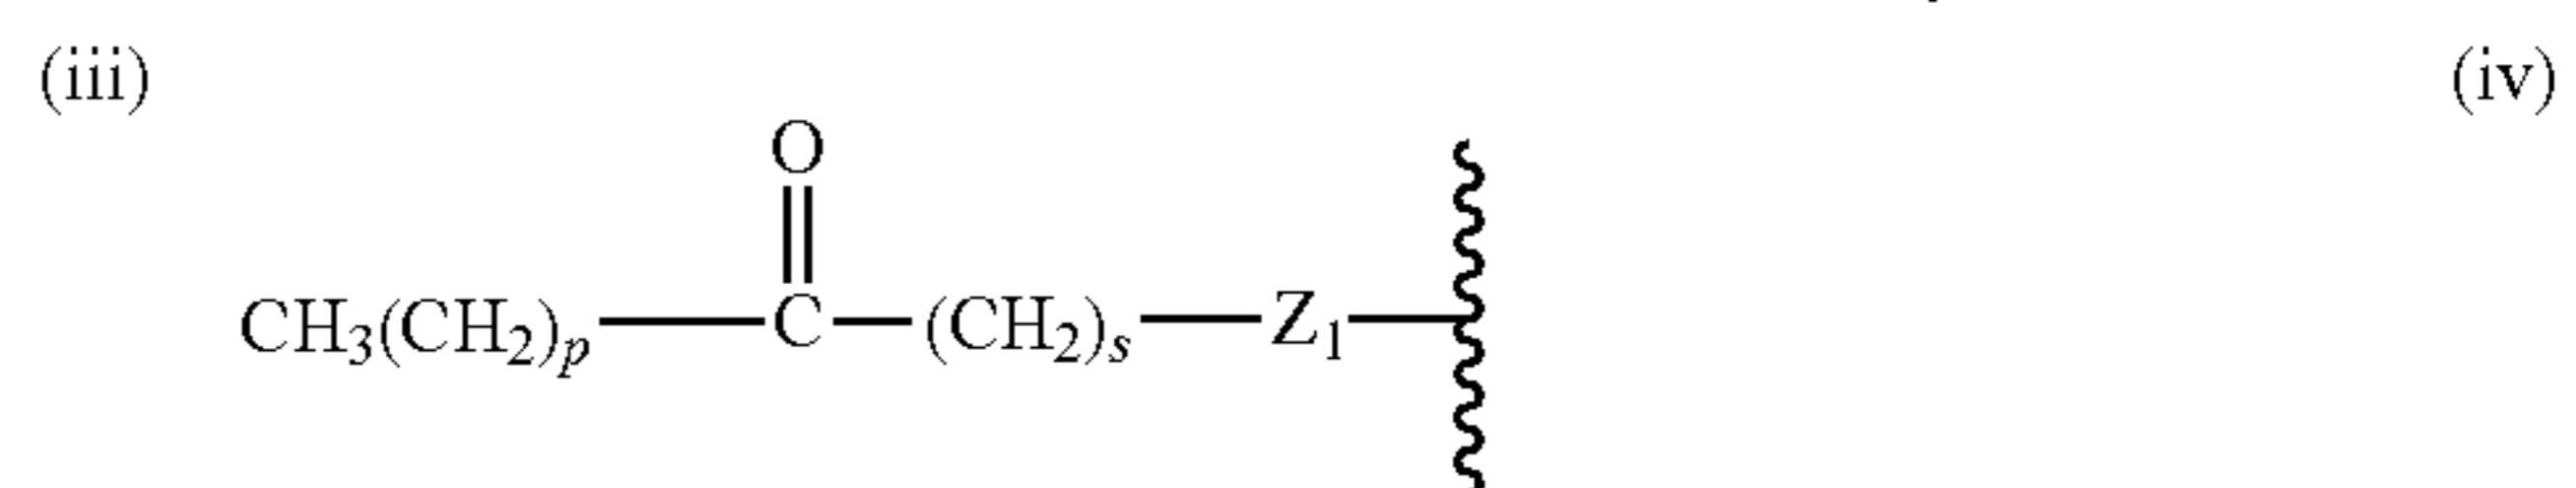 (iii) (iv)
O
CH₃(CH₂)ₚ C (CH₂)ₛ Z₁